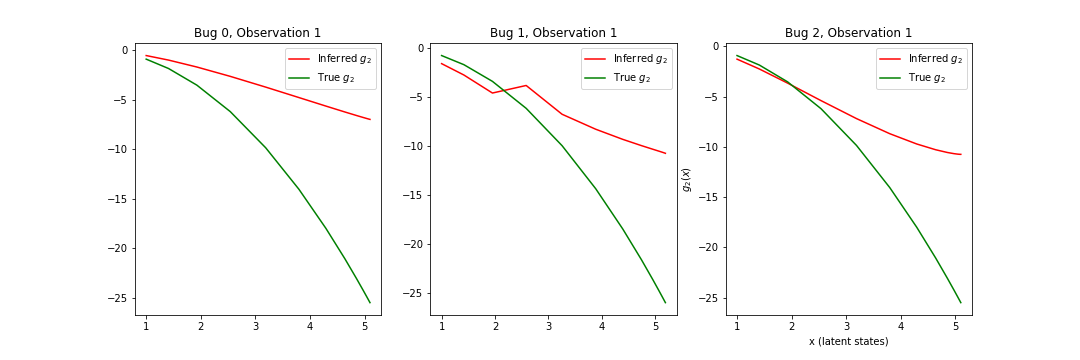 Bug 0, Observation 1
Inferred g₂
True g₂
0
−5
−10
−15
−20
−25
1 2 3 4 5
Bug 1, Observation 1
Inferred g₂
True g₂
0
−5
−10
−15
−20
−25
1 2 3 4 5
Bug 2, Observation 1
Inferred g₂
True g₂
g₂(x)
0
−5
−10
−15
−20
−25
1 2 3 4 5
x (latent states)